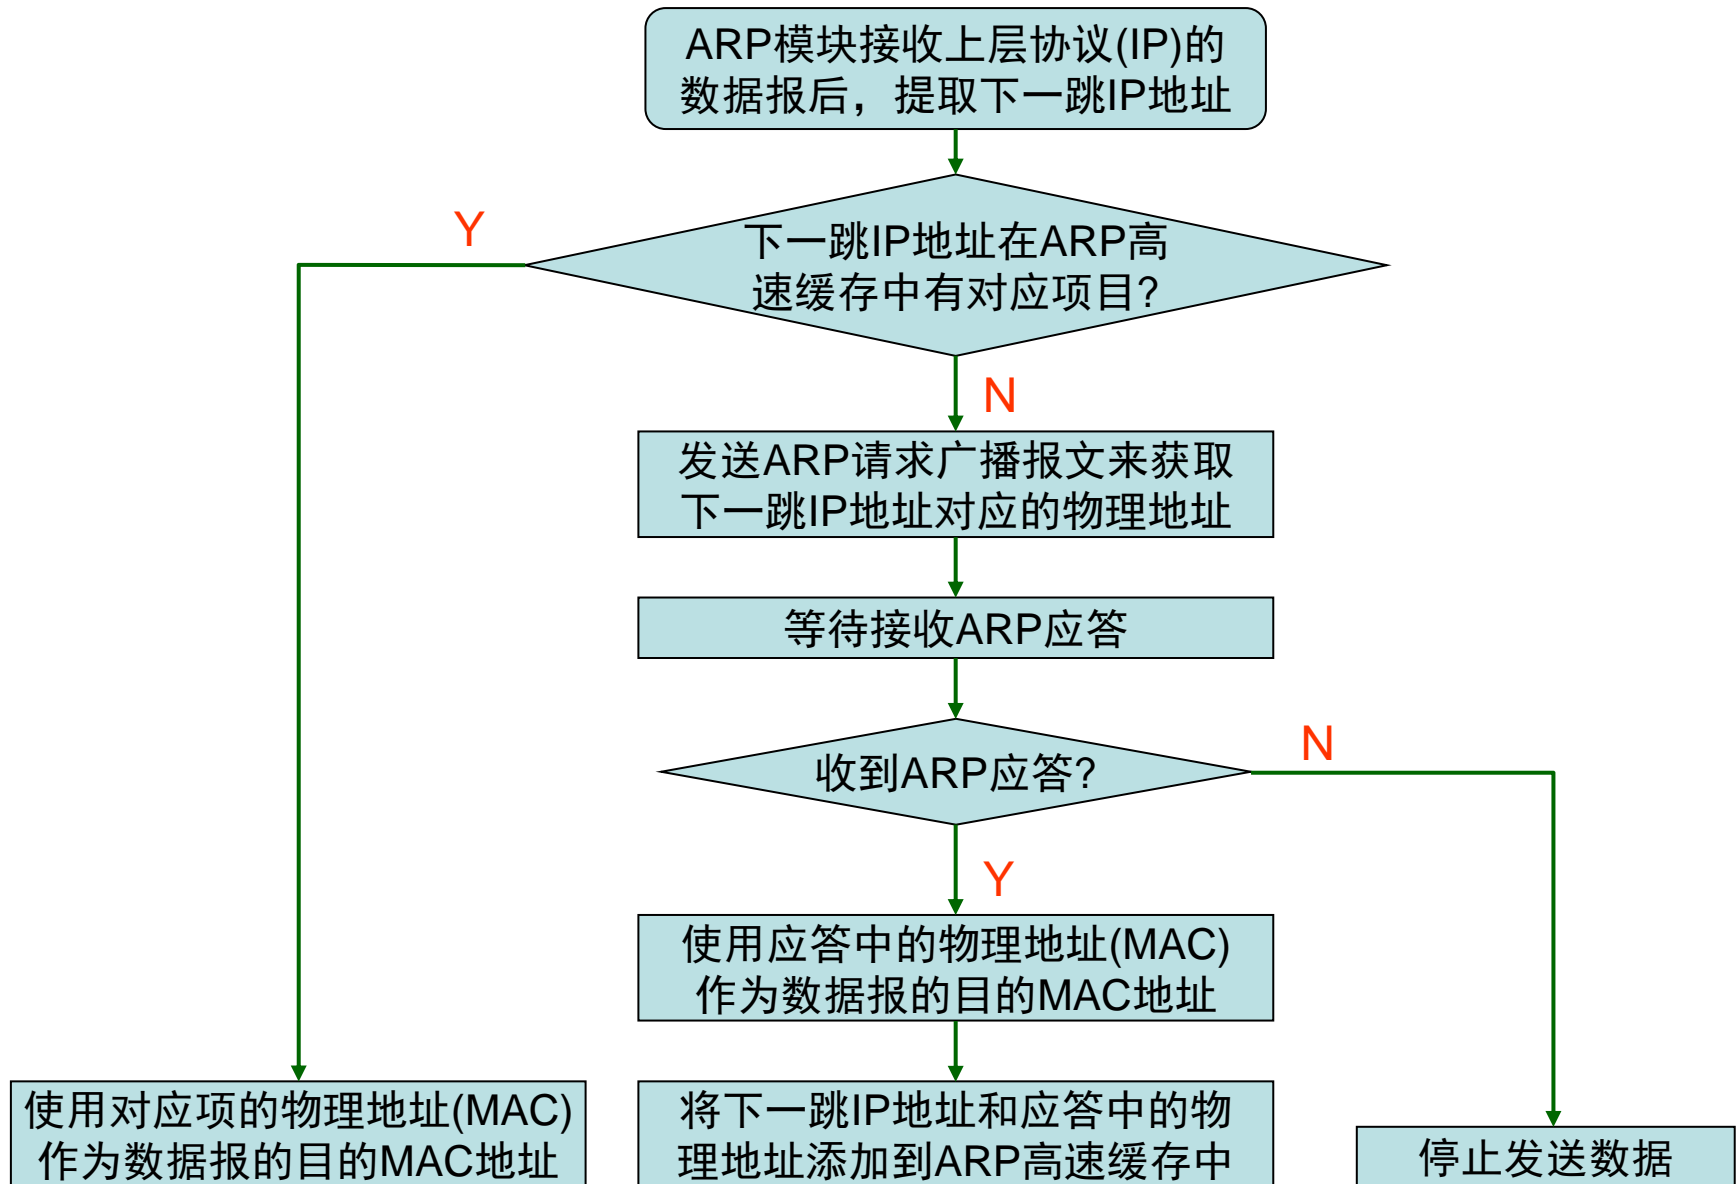 ARP模块接收上层协议(IP)的
数据报后，提取下一跳IP地址
Y
下一跳IP地址在ARP高
速缓存中有对应项目?
N
发送ARP请求广播报文来获取
下一跳IP地址对应的物理地址
等待接收ARP应答
N
收到ARP应答?
Y
使用应答中的物理地址(MAC)
作为数据报的目的MAC地址
使用对应项的物理地址(MAC)
作为数据报的目的MAC地址
将下一跳IP地址和应答中的物
理地址添加到ARP高速缓存中
停止发送数据